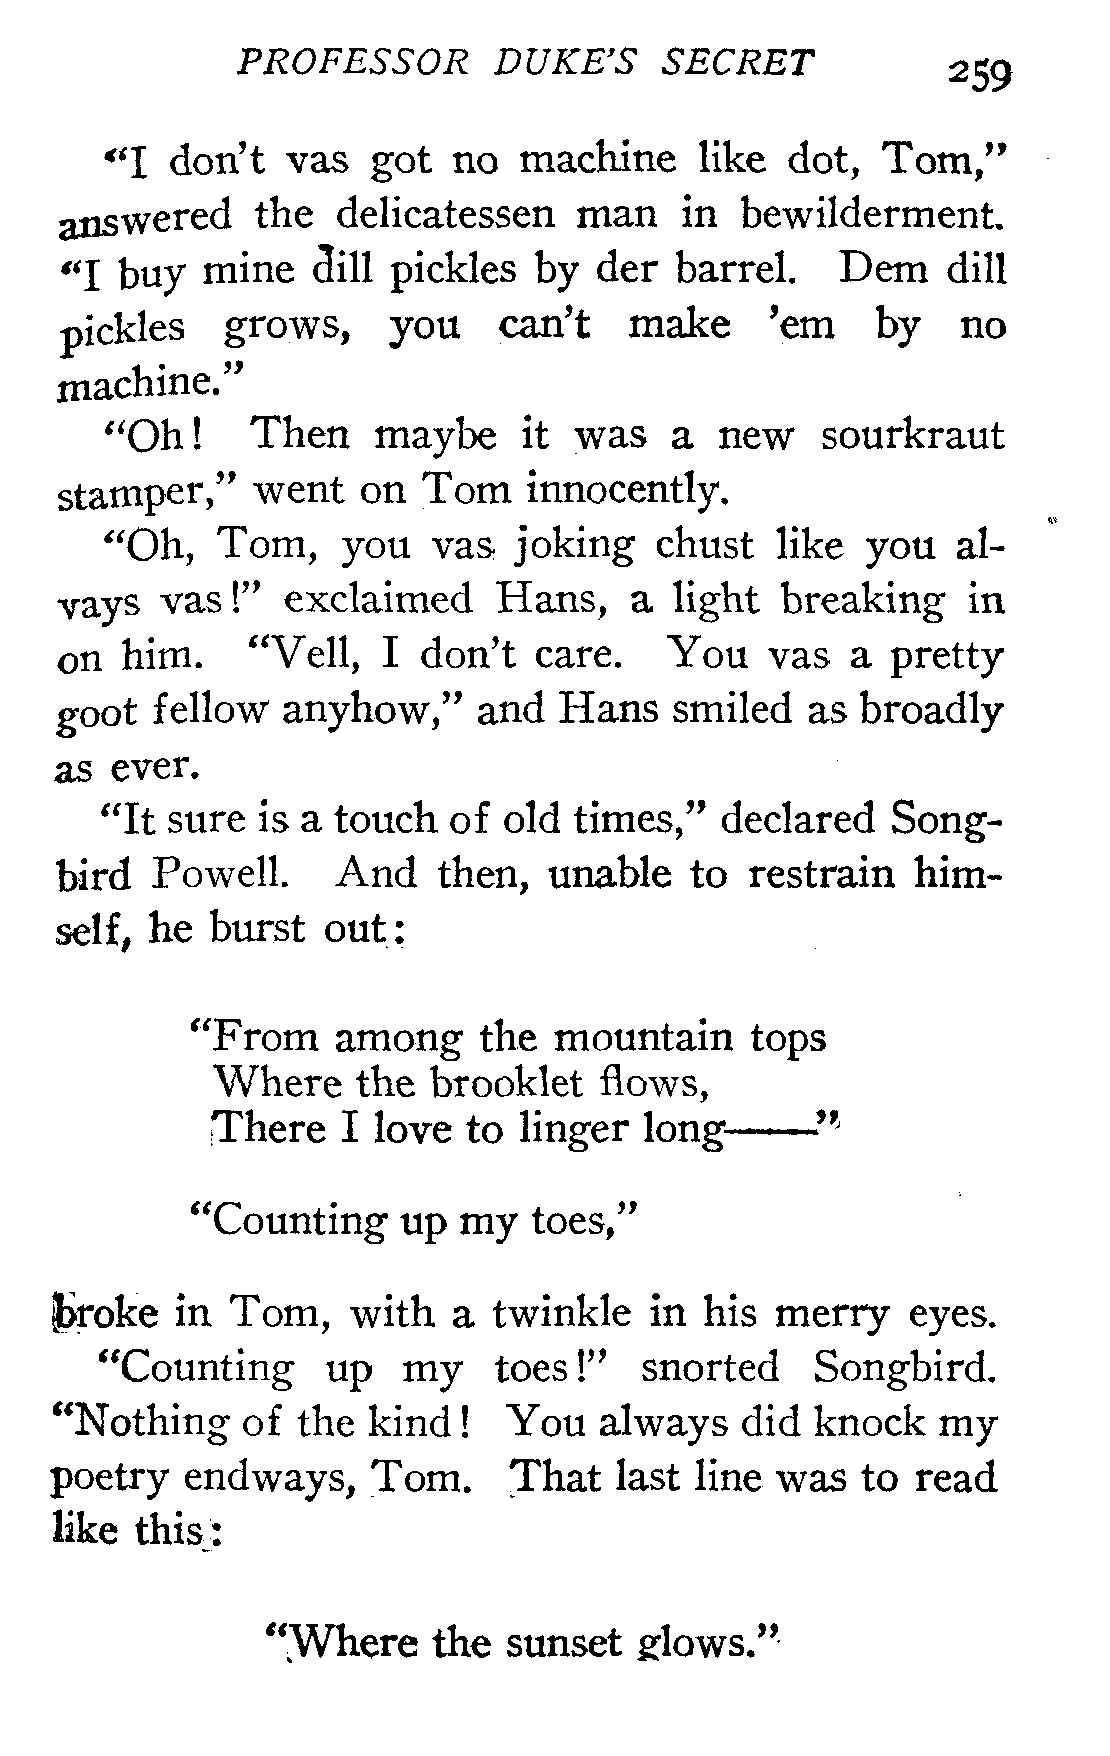 PROFESSOR DUKE'S SECRET 259
"I don't vas got no machine like dot, Tom,"
answered the delicatessen man in bewilderment.
"I buy mine dill pickles by der barrel. Dem dill
pickles grows, you can't make 'em by no
machine."
"Oh! Then maybe it was a new sourkraut
stamper," went on Tom innocently.
"Oh, Tom, you vas joking chust like you al-
vays vas!" exclaimed Hans, a light breaking in
on him. "Vell, I don't care. You vas a pretty
goot fellow anyhow," and Hans smiled as broadly
as ever.
"It sure is a touch of old times," declared Song-
bird Powell. And then, unable to restrain him-
self, he burst out:
"From among the mountain tops
Where the brooklet flows,
There I love to linger long——"
"Counting up my toes,"
broke in Tom, with a twinkle in his merry eyes.
"Counting up my toes!" snorted Songbird.
"Nothing of the kind! You always did knock my
poetry endways, Tom. That last line was to read
like this:
"Where the sunset glows."